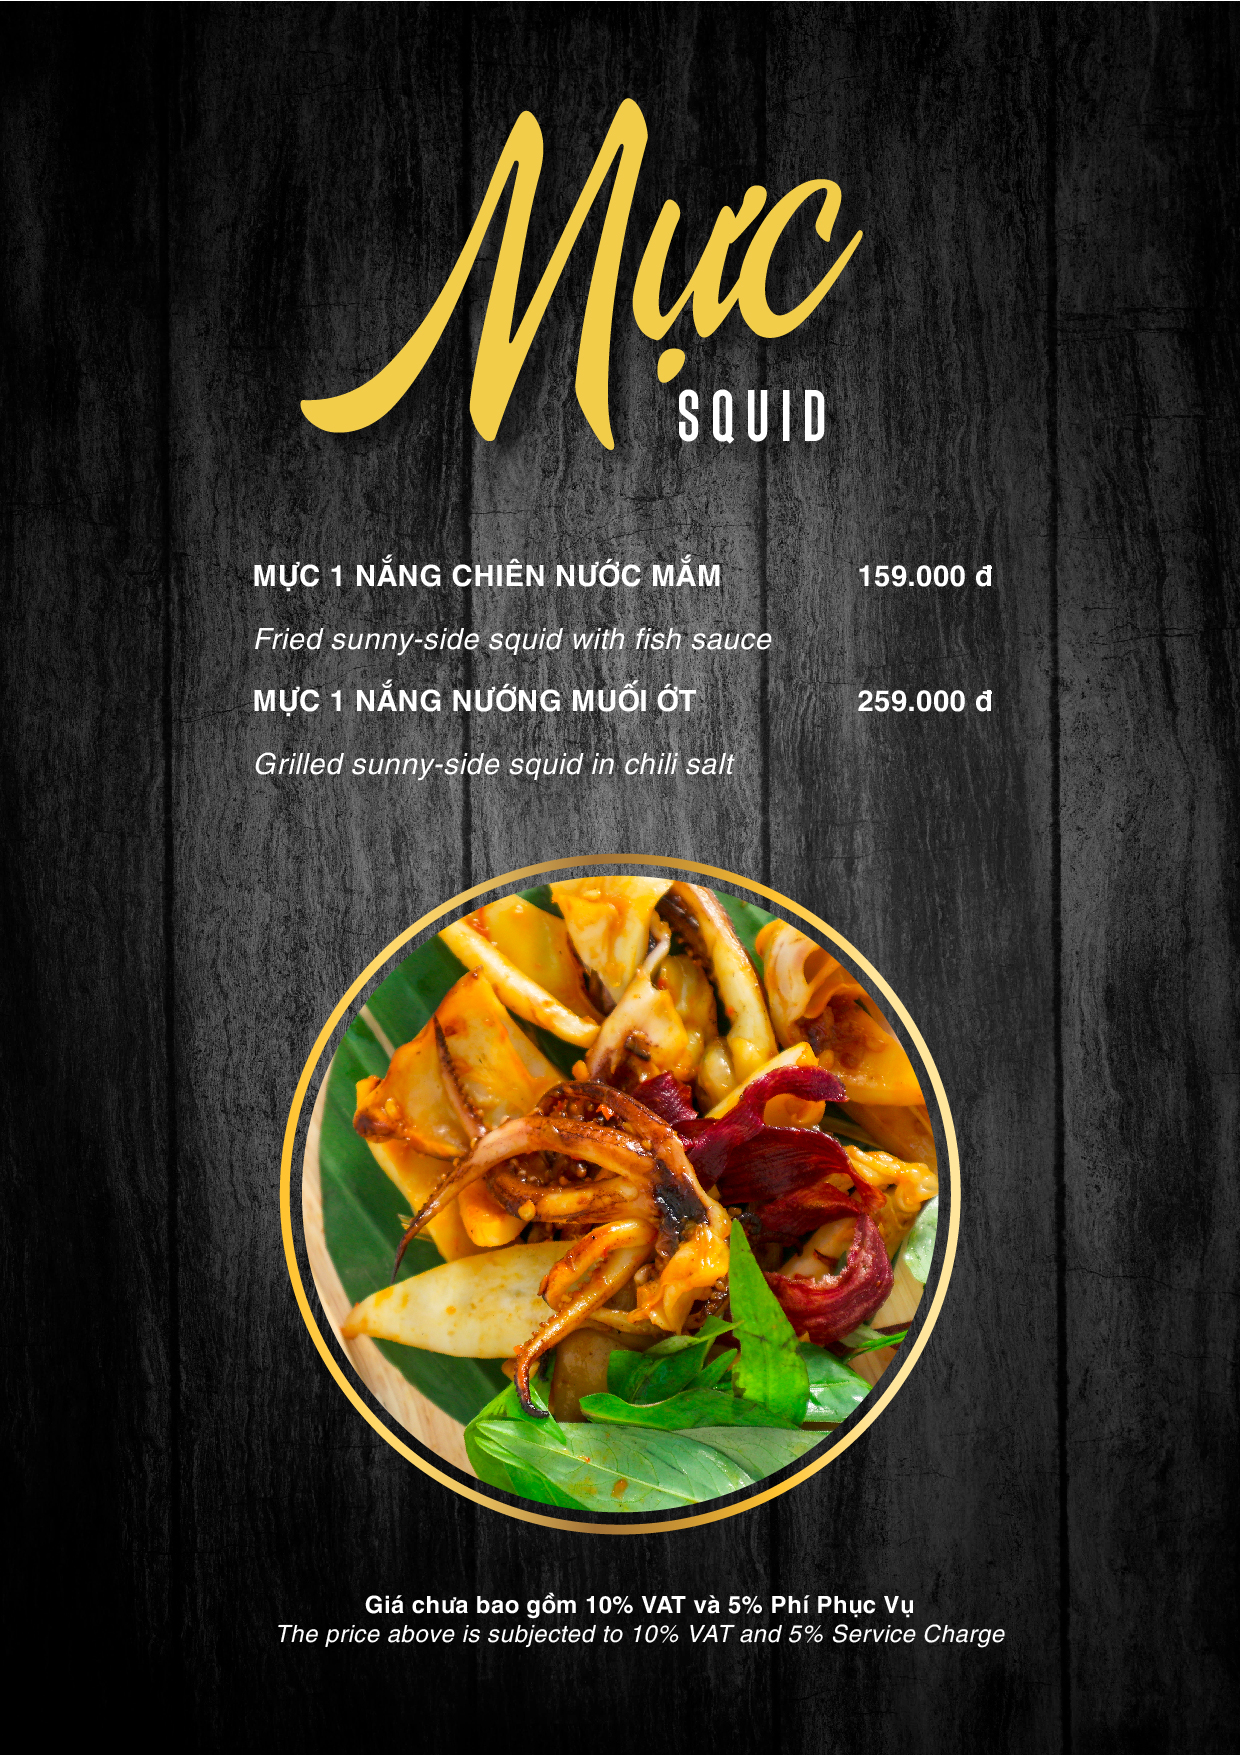 Mực
SQUID
MỰC 1 NẮNG CHIÊN NƯỚC MẮM 159.000 đ
Fried sunny-side squid with fish sauce
MỰC 1 NẮNG NƯỚNG MUỐI ỚT 259.000 đ
Grilled sunny-side squid in chili salt
Giá chưa bao gồm 10% VAT và 5% Phí Phục Vụ
The price above is subjected to 10% VAT and 5% Service Charge